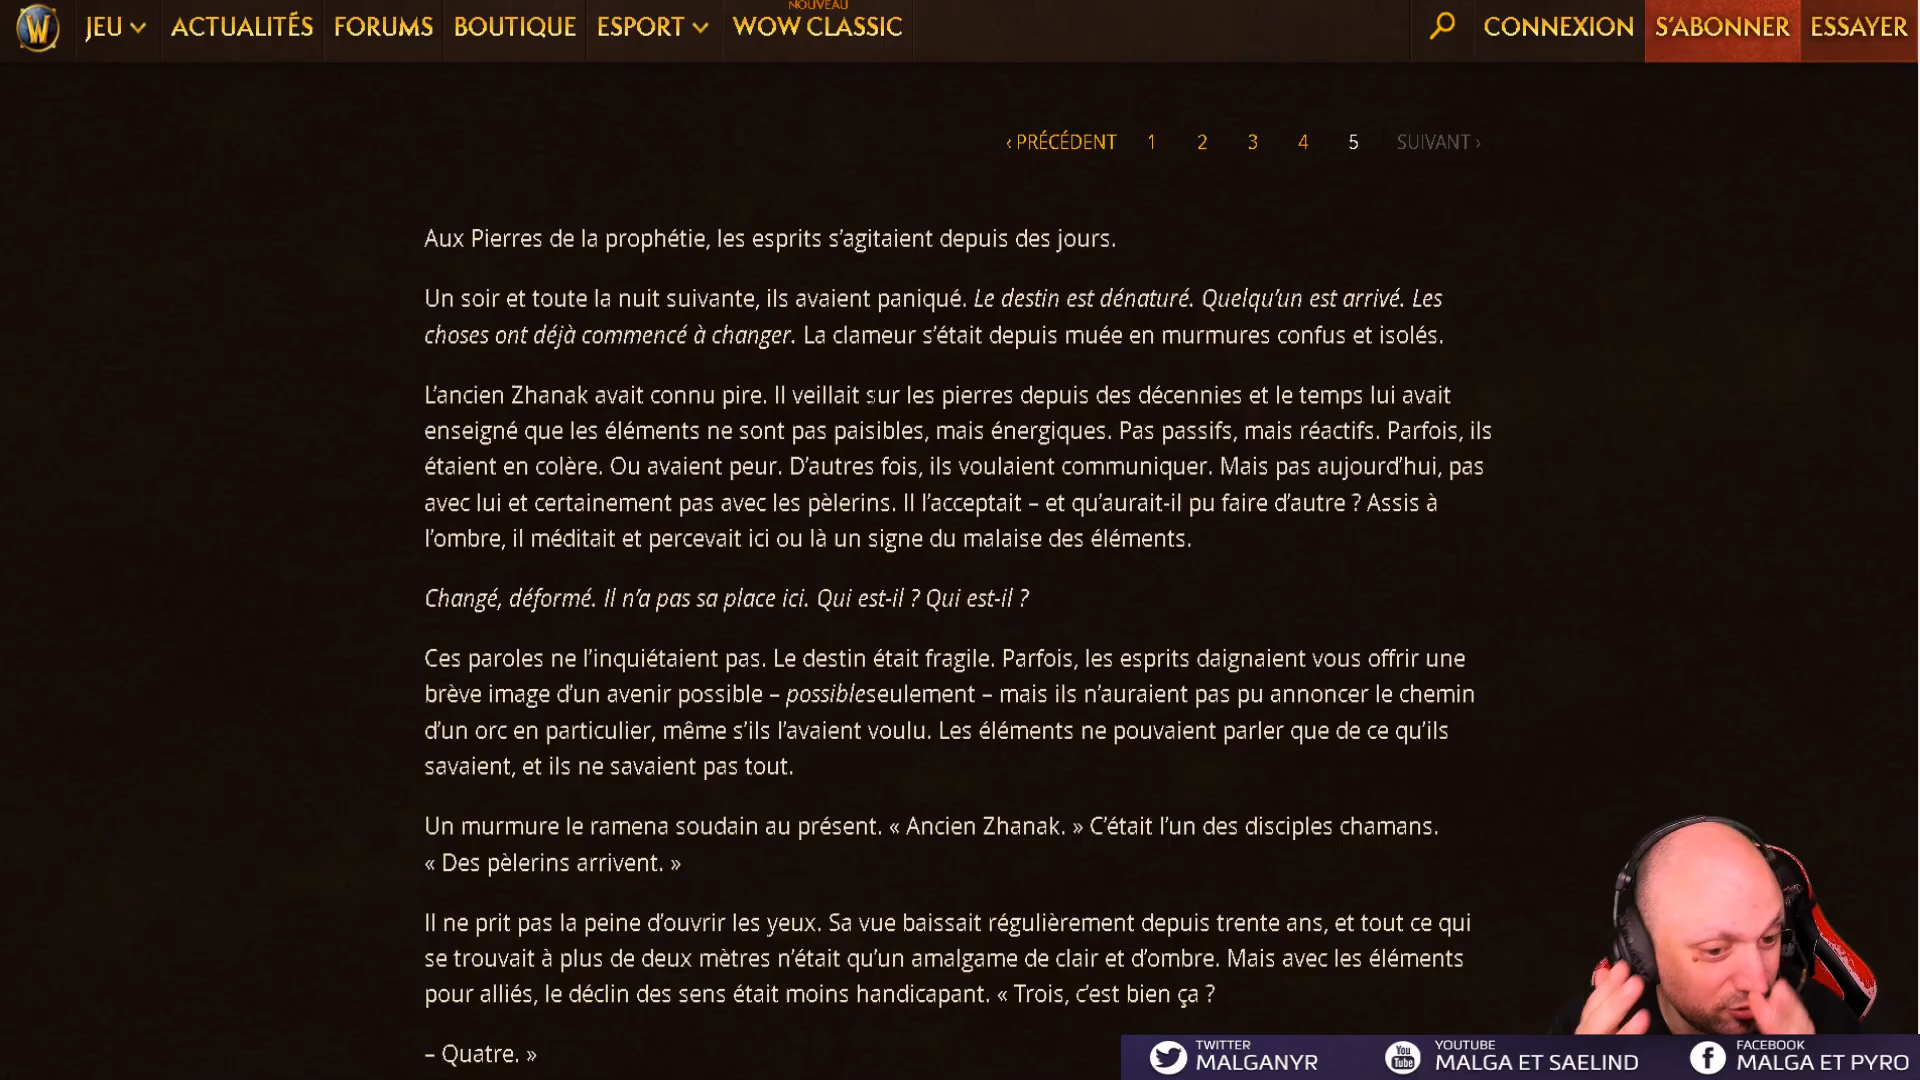 NOUVEAU
W JEU ACTUALITÉS FORUMS BOUTIQUE ESPORT WOW CLASSIC CONNEXION S'ABONNER ESSAYER
‹ PRÉCÉDENT 1 2 3 4 5 SUIVANT ›
Aux Pierres de la prophétie, les esprits s’agitaient depuis des jours.
Un soir et toute la nuit suivante, ils avaient paniqué. Le destin est dénaturé. Quelqu’un est arrivé. Les
choses ont déjà commencé à changer. La clameur s’était depuis muée en murmures confus et isolés.
L’ancien Zhanak avait connu pire. Il veillait sur les pierres depuis des décennies et le temps lui avait
enseigné que les éléments ne sont pas paisibles, mais énergiques. Pas passifs, mais réactifs. Parfois, ils
étaient en colère. Ou avaient peur. D’autres fois, ils voulaient communiquer. Mais pas aujourd’hui, pas
avec lui et certainement pas avec les pèlerins. Il l’acceptait – et qu’aurait-il pu faire d’autre ? Assis à
l’ombre, il méditait et percevait ici ou là un signe du malaise des éléments.
Changé, déformé. Il n’a pas sa place ici. Qui est-il ? Qui est-il ?
Ces paroles ne l’inquiétaient pas. Le destin était fragile. Parfois, les esprits daignaient vous offrir une
brève image d’un avenir possible – possibleseulement – mais ils n’auraient pas pu annoncer le chemin
d’un orc en particulier, même s’ils l’avaient voulu. Les éléments ne pouvaient parler que de ce qu’ils
savaient, et ils ne savaient pas tout.
Un murmure le ramena soudain au présent. « Ancien Zhanak. » C’était l’un des disciples chamans.
« Des pèlerins arrivent. »
Il ne prit pas la peine d’ouvrir les yeux. Sa vue baissait régulièrement depuis trente ans, et tout ce qui
se trouvait à plus de deux mètres n’était qu’un amalgame de clair et d’ombre. Mais avec les éléments
pour alliés, le déclin des sens était moins handicapant. « Trois, c’est bien ça ?
– Quatre. »
TWITTER
MALGANYR
You Tube
YOUTUBE
MALGA ET SAELIND
FACEBOOK
MALGA ET PYRO